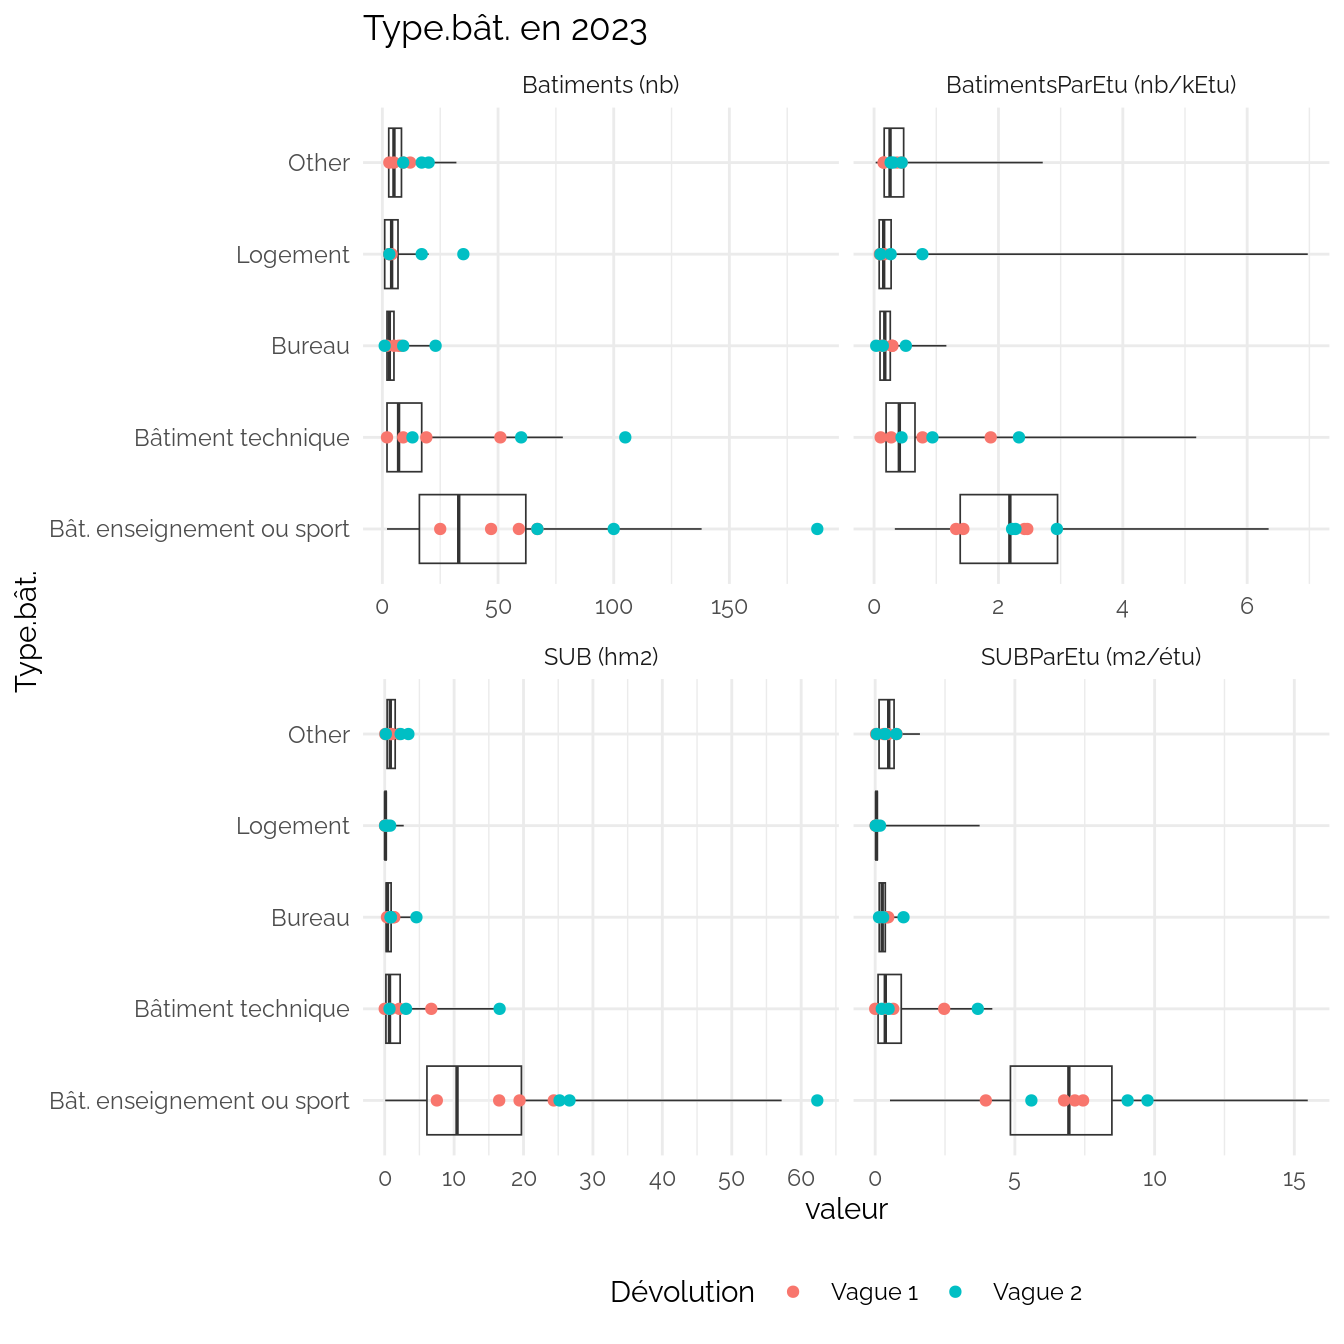 Type.bât. en 2023
Batiments (nb)
BatimentsParEtu (nb/kEtu)
Other
Logement
Bureau
Bâtiment technique
Bât. enseignement ou sport
0 50 100 150
0 2 4 6
Type.bât.
SUB (hm2)
SUBParEtu (m2/étu)
Other
Logement
Bureau
Bâtiment technique
Bât. enseignement ou sport
0 10 20 30 40 50 60
0 5 10 15
valeur
Dévolution Vague 1 Vague 2